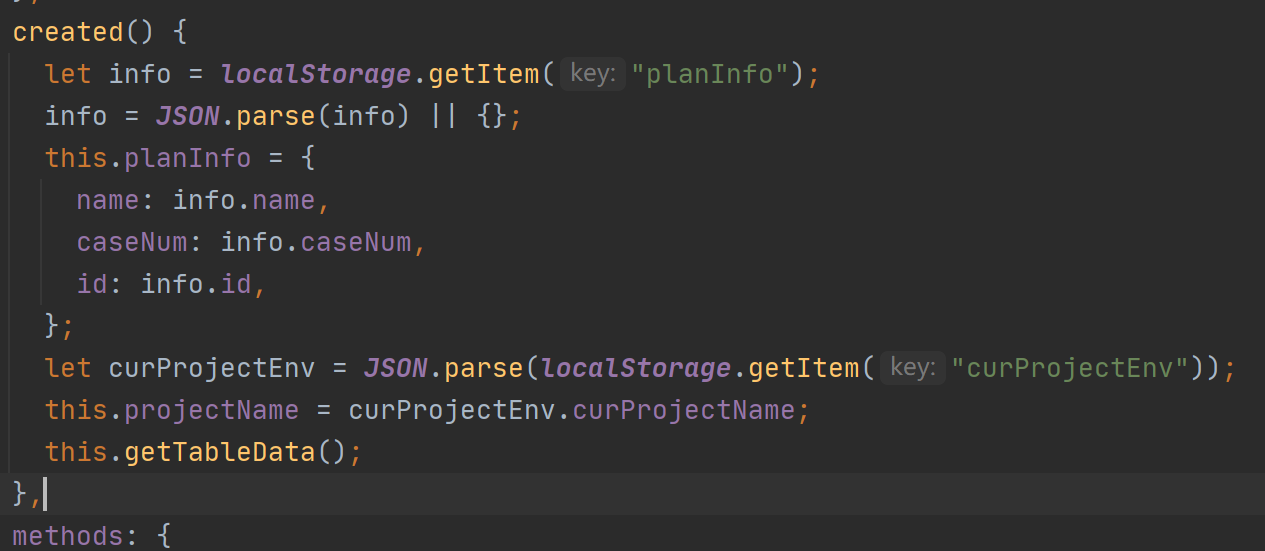 created() {
let info = localStorage.getItem( key: "planInfo");
info = JSON.parse(info) || {};
this.planInfo = {
name: info.name,
caseNum: info.caseNum,
id: info.id,
};
let curProjectEnv = JSON.parse(localStorage.getItem( key: "curProjectEnv"));
this.projectName = curProjectEnv.curProjectName;
this.getTableData();
},
methods: {